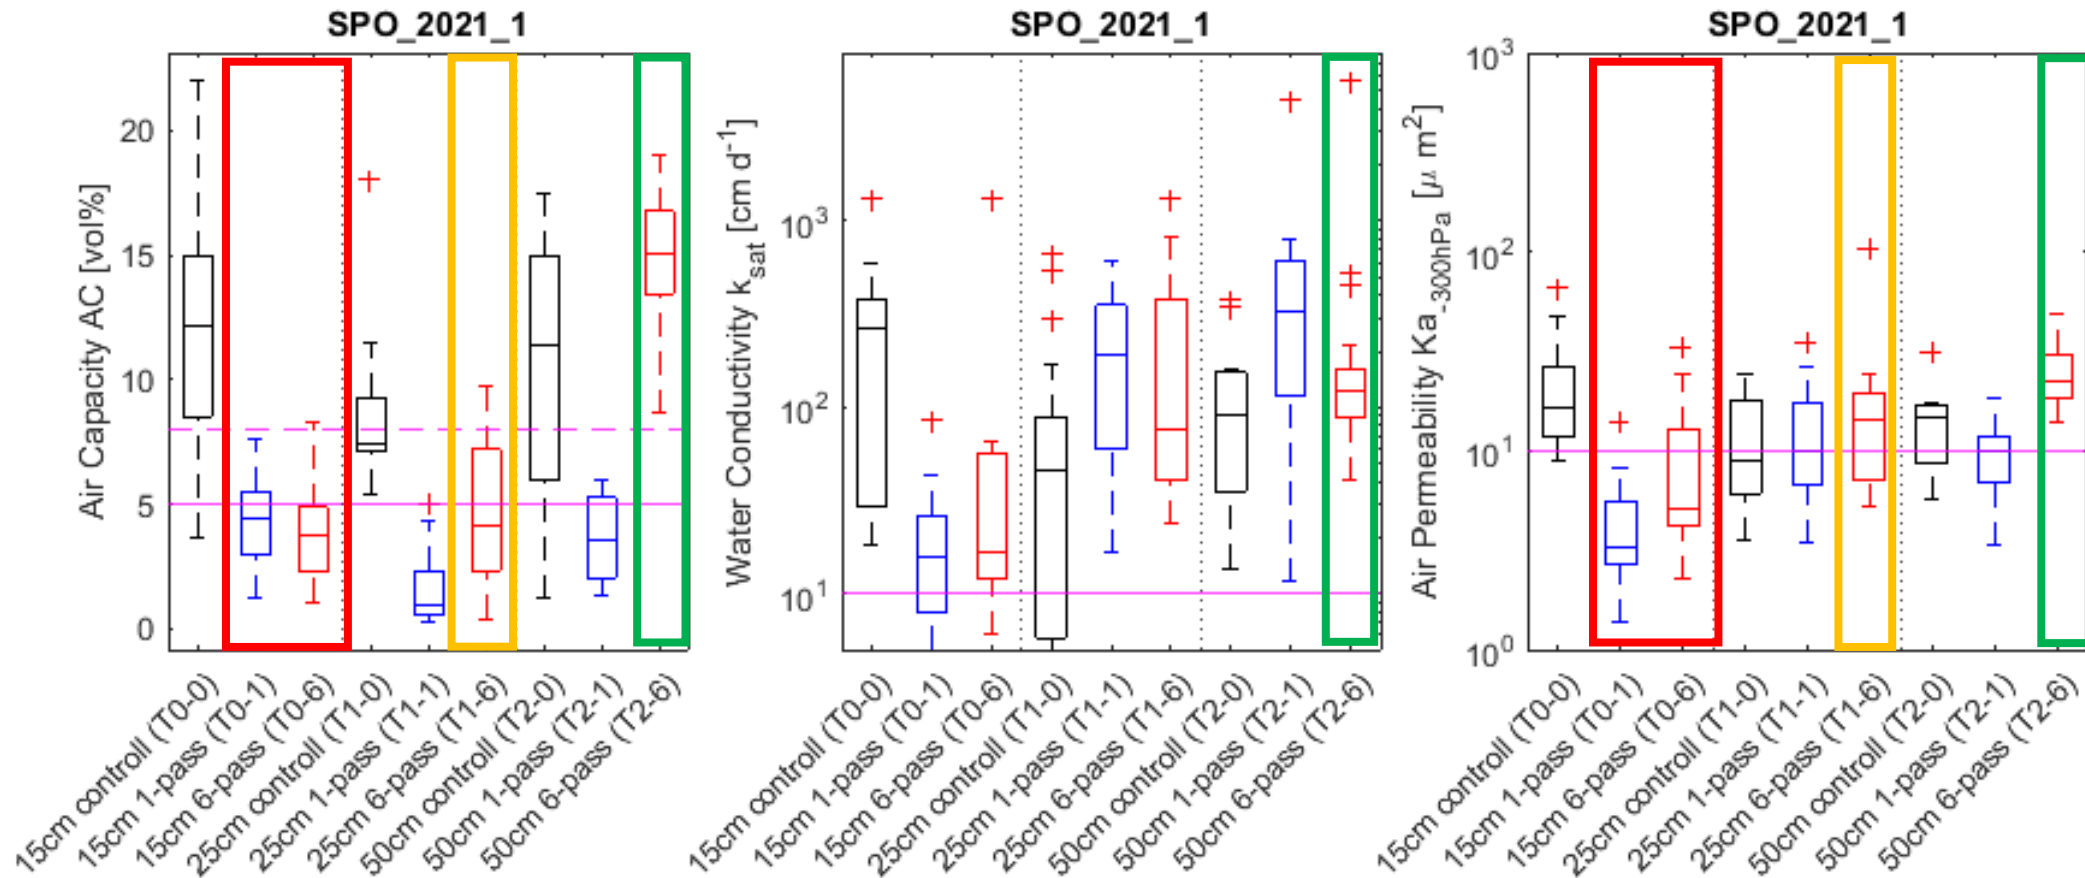 SPO_2021_1
Air Capacity AC [vol%]
20
15
10
5
0
15cm controll (T0-0)
15cm 1-pass (T0-1)
15cm 6-pass (T0-6)
25cm controll (T1-0)
25cm 1-pass (T1-1)
25cm 6-pass (T1-6)
50cm controll (T2-0)
50cm 1-pass (T2-1)
50cm 6-pass (T2-6)
SPO_2021_1
Water Conductivity k_sat [cm d^-1]
10^3
10^2
10^1
15cm controll (T0-0)
15cm 1-pass (T0-1)
15cm 6-pass (T0-6)
25cm controll (T1-0)
25cm 1-pass (T1-1)
25cm 6-pass (T1-6)
50cm controll (T2-0)
50cm 1-pass (T2-1)
50cm 6-pass (T2-6)
SPO_2021_1
Air Permeability Ka_-300hPa [μ m^2]
10^3
10^2
10^1
10^0
15cm controll (T0-0)
15cm 1-pass (T0-1)
15cm 6-pass (T0-6)
25cm controll (T1-0)
25cm 1-pass (T1-1)
25cm 6-pass (T1-6)
50cm controll (T2-0)
50cm 1-pass (T2-1)
50cm 6-pass (T2-6)